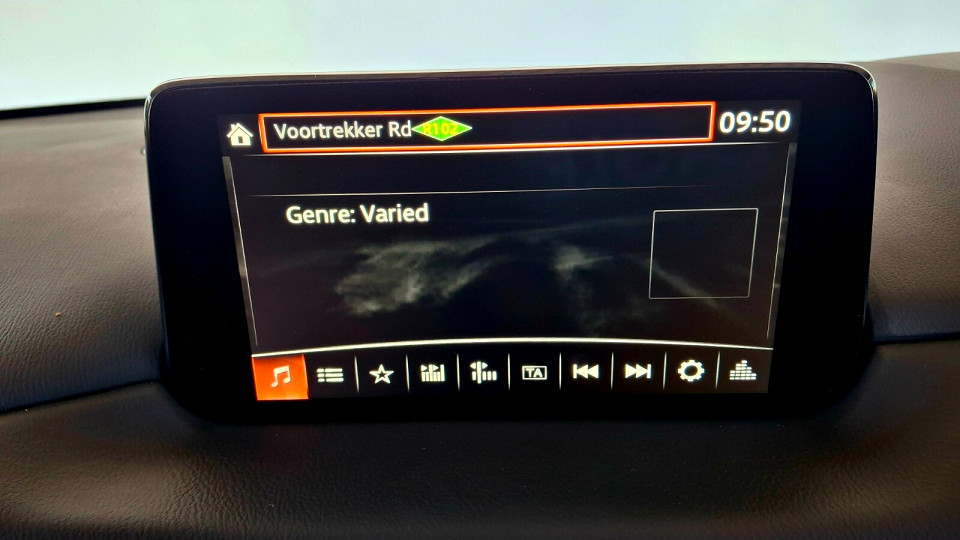 Voortrekker Rd R102 09:50
Genre: Varied
TA